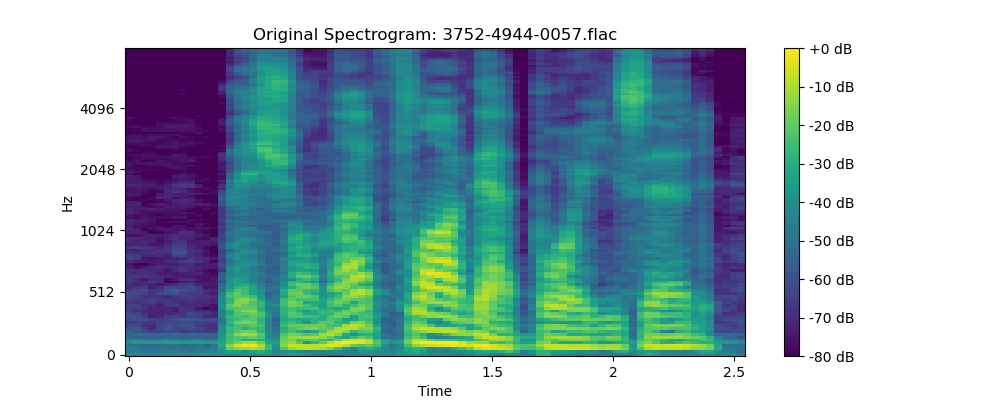 Original Spectrogram: 3752-4944-0057.flac
Hz
4096
2048
1024
512
0
0 0.5 1 1.5 2 2.5
Time
+0 dB
-10 dB
-20 dB
-30 dB
-40 dB
-50 dB
-60 dB
-70 dB
-80 dB